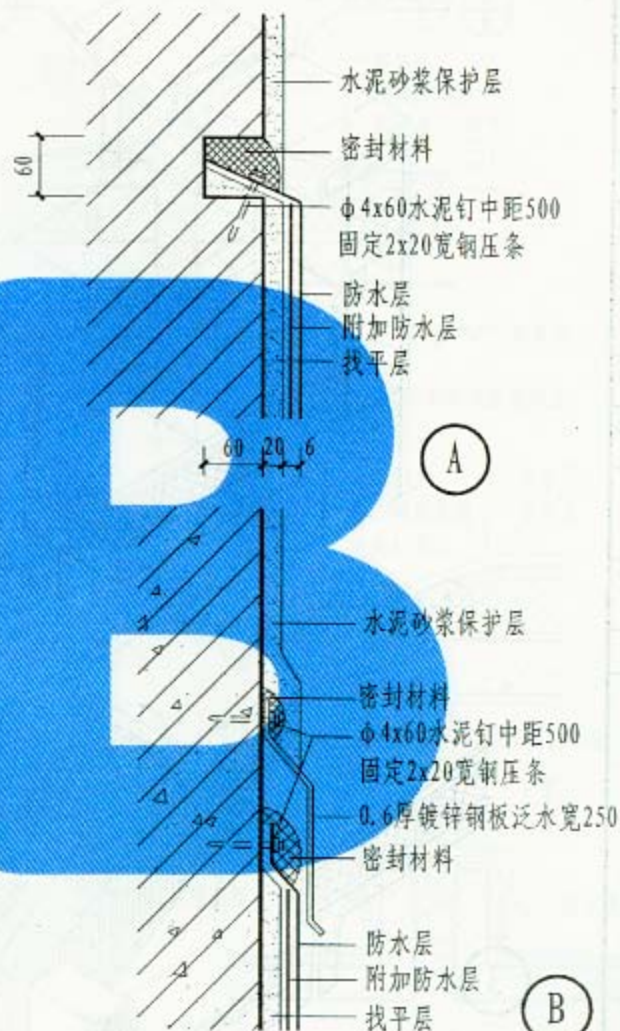 水泥砂浆保护层
密封材料
60
ф4x60水泥钉中距500
固定2x20宽钢压条
防水层
附加防水层
找平层
60 20 6
A
水泥砂浆保护层
密封材料
ф4x60水泥钉中距500
固定2x20宽钢压条
0.6厚镀锌钢板泛水宽250
密封材料
防水层
附加防水层
找平层
B
B